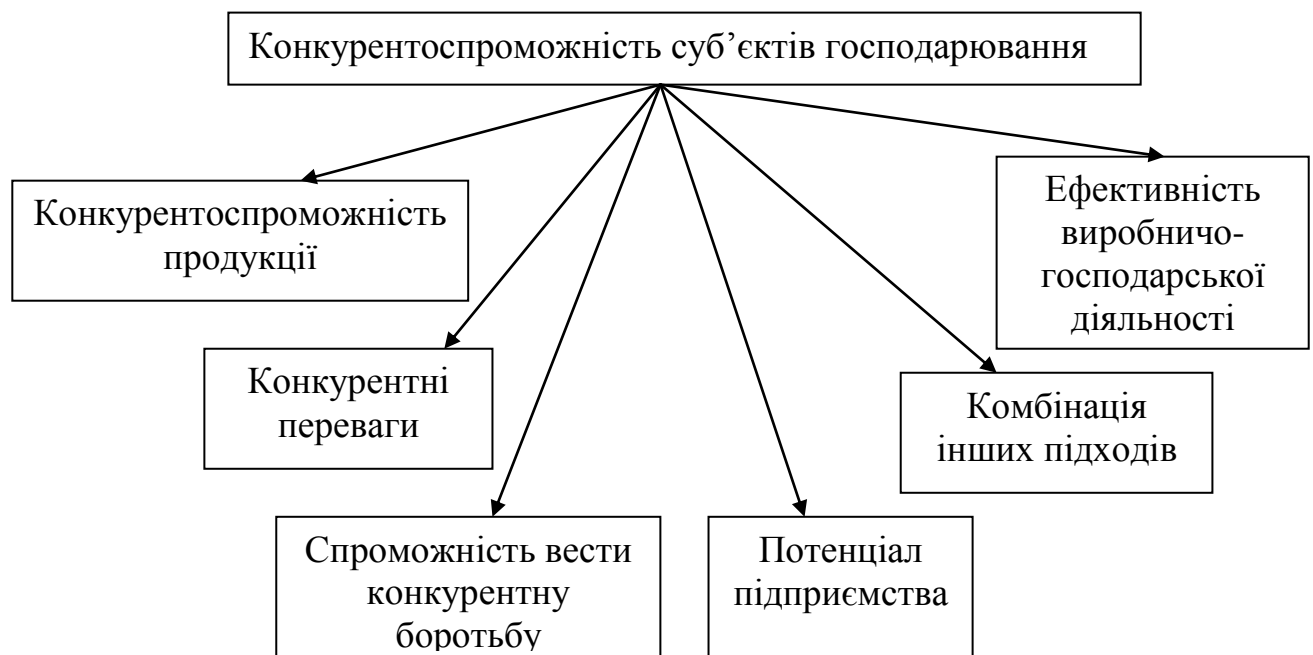 Конкурентоспроможність суб’єктів господарювання
Конкурентоспроможність
продукції
Ефективність
виробничо-
господарської
діяльності
Конкурентні
переваги
Комбінація
інших підходів
Спроможність вести
конкурентну
боротьбу
Потенціал
підприємства